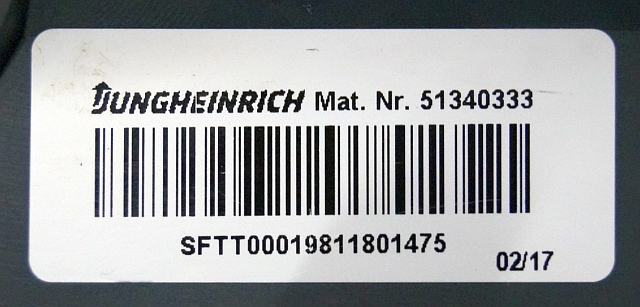 JUNGHEINRICH Mat. Nr. 51340333
SFTT00019811801475
02/17